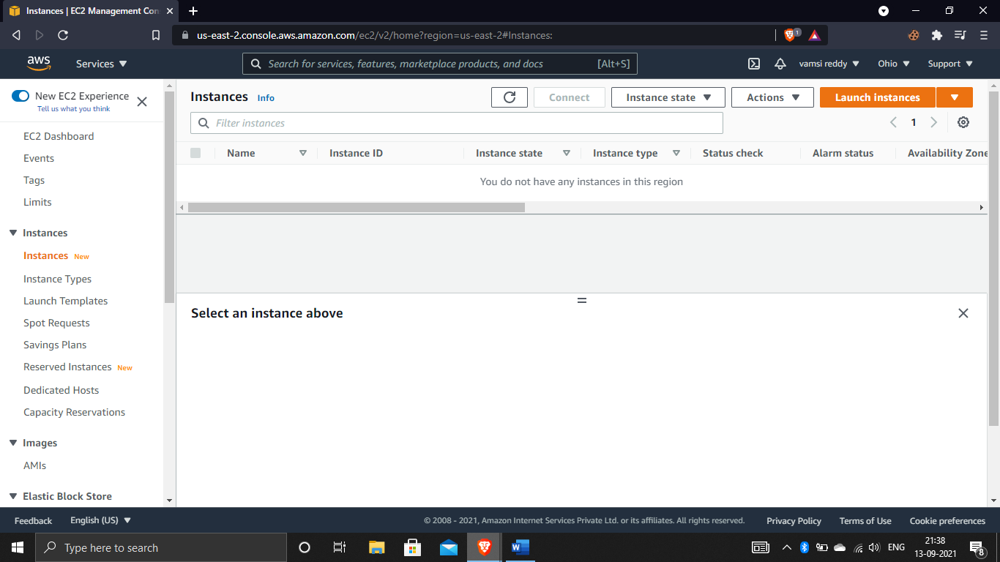 Instances | EC2 Management Con
us-east-2.console.aws.amazon.com/ec2/v2/home?region=us-east-2#Instances:
1
aws
Services
Search for services, features, marketplace products, and docs
[Alt+S]
vamsi reddy
Ohio
Support
New EC2 Experience
Tell us what you think
EC2 Dashboard
Events
Tags
Limits
Instances
Instances New
Instance Types
Launch Templates
Spot Requests
Savings Plans
Reserved Instances New
Dedicated Hosts
Capacity Reservations
Images
AMIs
Elastic Block Store
Instances Info
Connect
Instance state
Actions
Launch instances
Filter instances
1
Name
Instance ID
Instance state
Instance type
Status check
Alarm status
Availability Zone
You do not have any instances in this region
Select an instance above
Feedback
English (US)
© 2008 - 2021, Amazon Internet Services Private Ltd. or its affiliates. All rights reserved.
Privacy Policy
Terms of Use
Cookie preferences
Type here to search
W
ENG
21:38
13-09-2021
8